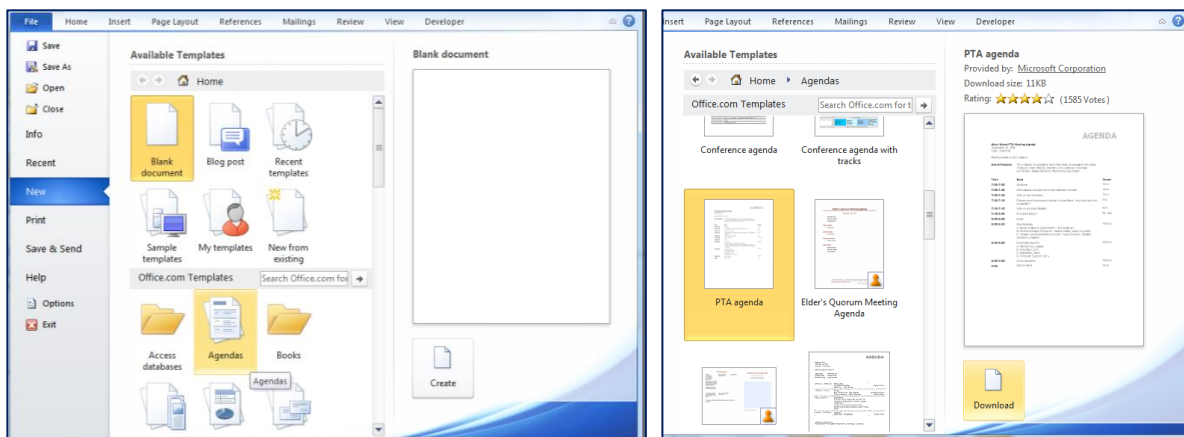 File Home Insert Page Layout References Mailings Review View Developer
Save
Save As
Open
Close
Info
Recent
New
Print
Save & Send
Help
Options
Exit
Available Templates
Home
Blank document
Blog post
Recent templates
Sample templates
My templates
New from existing
Office.com Templates
Search Office.com for
Access databases
Agendas
Books
Agendas
Blank document
Create
Insert Page Layout References Mailings Review View Developer
Available Templates
Home Agendas
Office.com Templates
Search Office.com for t
Conference agenda
Conference agenda with tracks
PTA agenda
Elder's Quorum Meeting Agenda
AGENDA
PTA agenda
Provided by: Microsoft Corporation
Download size: 11KB
Rating: (1585 Votes)
AGENDA
Download